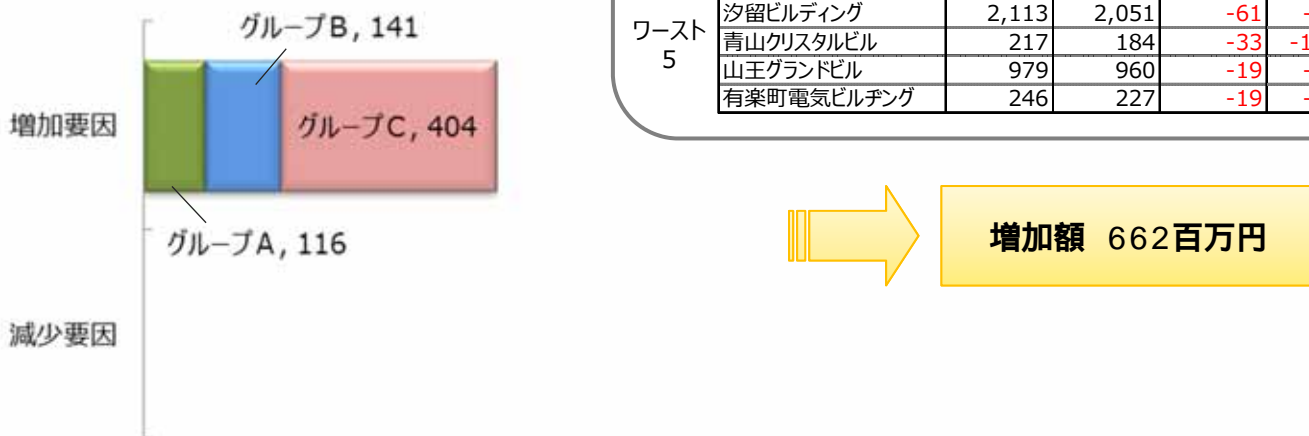 グループB, 141
増加要因
グループC, 404
グループA, 116
減少要因
ワースト
5
汐留ビルディング 2,113 2,051 -61
青山クリスタルビル 217 184 -33
山王グランドビル 979 960 -19
有楽町電気ビルヂング 246 227 -19
増加額 662百万円